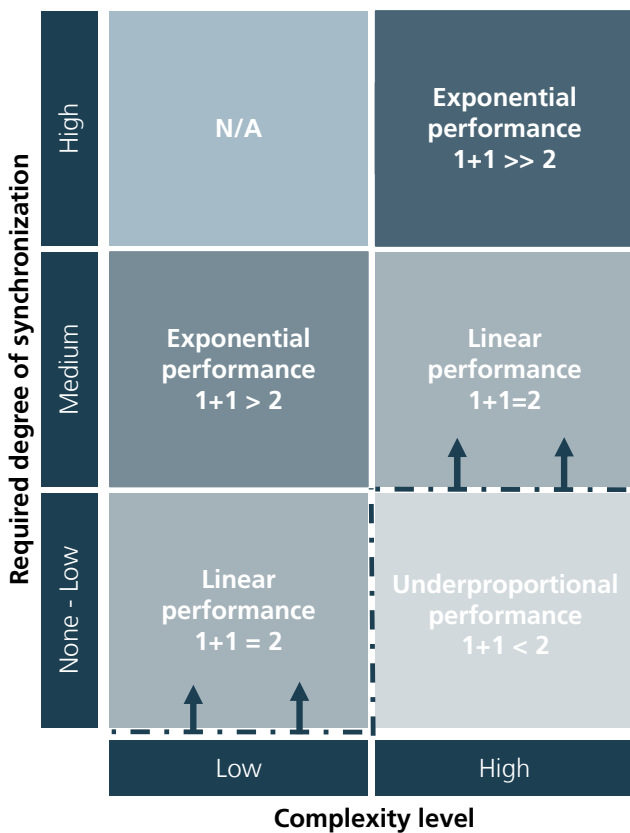 Required degree of synchronization
High
N/A
Exponential
performance
1+1 >> 2
Medium
Exponential
performance
1+1 > 2
Linear
performance
1+1=2
None - Low
Linear
performance
1+1 = 2
Underproportional
performance
1+1 < 2
Low
High
Complexity level